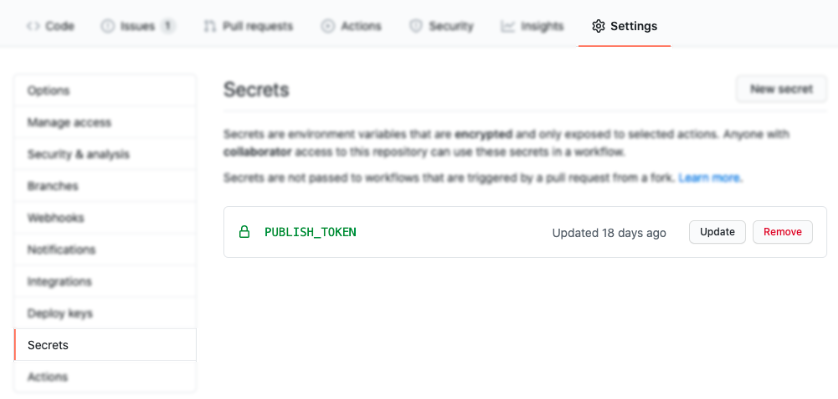 Code Issues 1 Pull requests Actions Security Insights Settings
Options
Manage access
Security & analysis
Branches
Webhooks
Notifications
Integrations
Deploy keys
Secrets
Actions
Secrets New secret
Secrets are environment variables that are encrypted and only exposed to selected actions. Anyone with
collaborator access to this repository can use these secrets in a workflow.
Secrets are not passed to workflows that are triggered by a pull request from a fork. Learn more.
PUBLISH_TOKEN Updated 18 days ago Update Remove